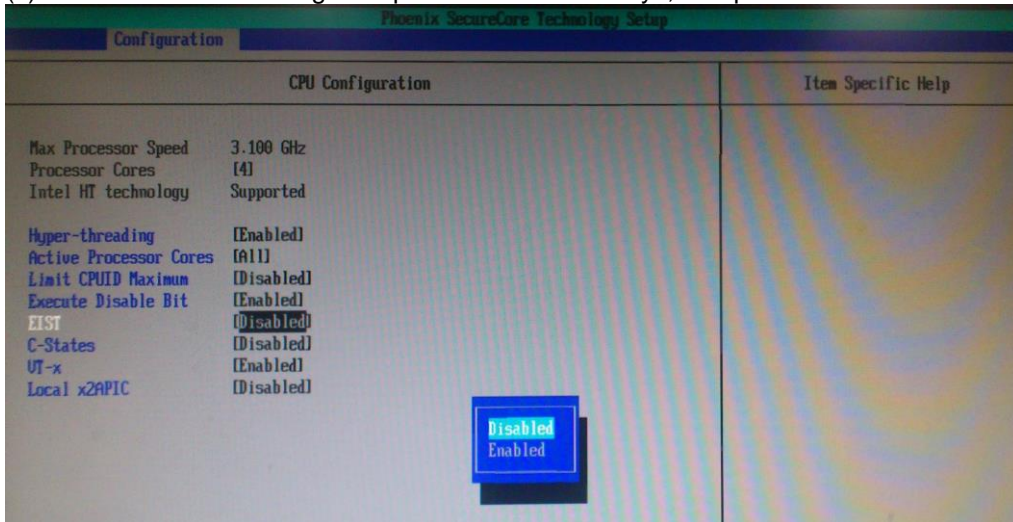 Phoenix SecureCore Technology Setup
Configuration
CPU Configuration
Item Specific Help
Max Processor Speed 3.100 GHz
Processor Cores [4]
Intel HT technology Supported
Hyper-threading [Enabled]
Active Processor Cores [All]
Limit CPUID Maximum [Disabled]
Execute Disable Bit [Enabled]
EIST [Disabled]
C-States [Disabled]
VT-x [Enabled]
Local x2APIC [Disabled]
Disabled
Enabled